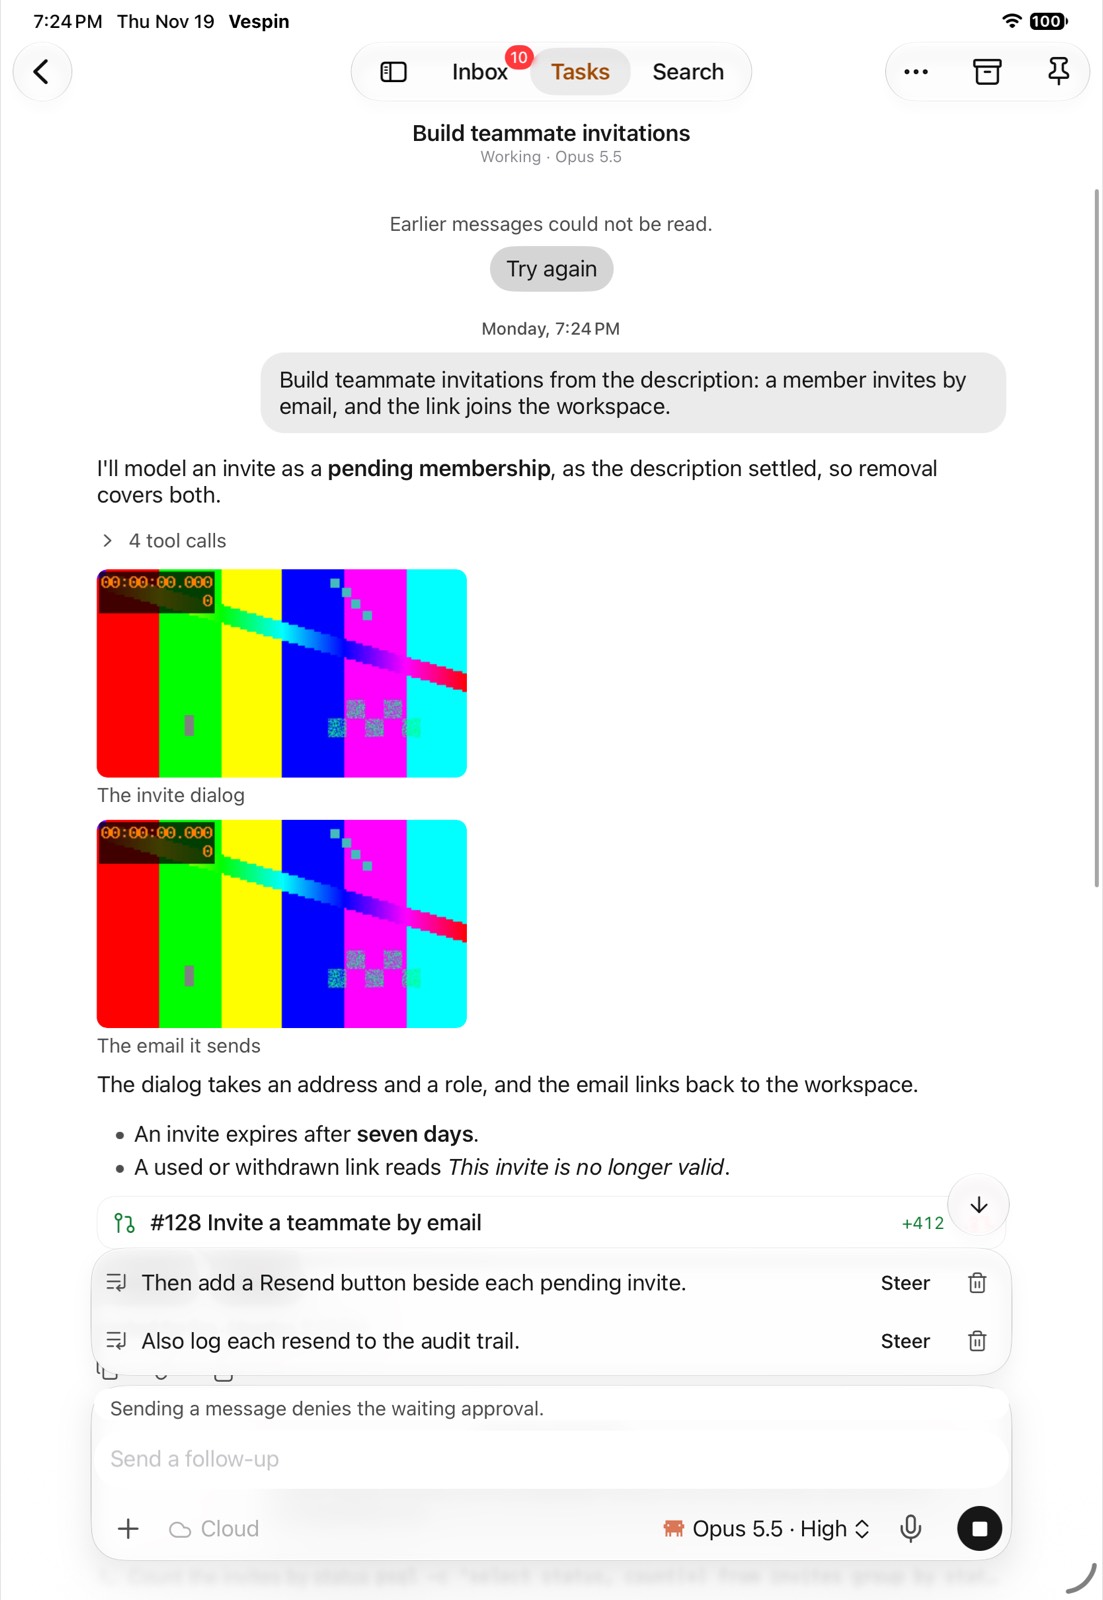 7:24 PM Thu Nov 19 Vespin
100
Inbox 10 Tasks Search
Build teammate invitations
Working · Opus 5.5
Earlier messages could not be read.
Try again
Monday, 7:24 PM
Build teammate invitations from the description: a member invites by
email, and the link joins the workspace.
I'll model an invite as a pending membership, as the description settled, so removal
covers both.
4 tool calls
00:00:00.000
0
The invite dialog
00:00:00.000
0
The email it sends
The dialog takes an address and a role, and the email links back to the workspace.
• An invite expires after seven days.
• A used or withdrawn link reads This invite is no longer valid.
#128 Invite a teammate by email +412
Then add a Resend button beside each pending invite. Steer
Also log each resend to the audit trail. Steer
Sending a message denies the waiting approval.
Send a follow-up
Cloud Opus 5.5 · High